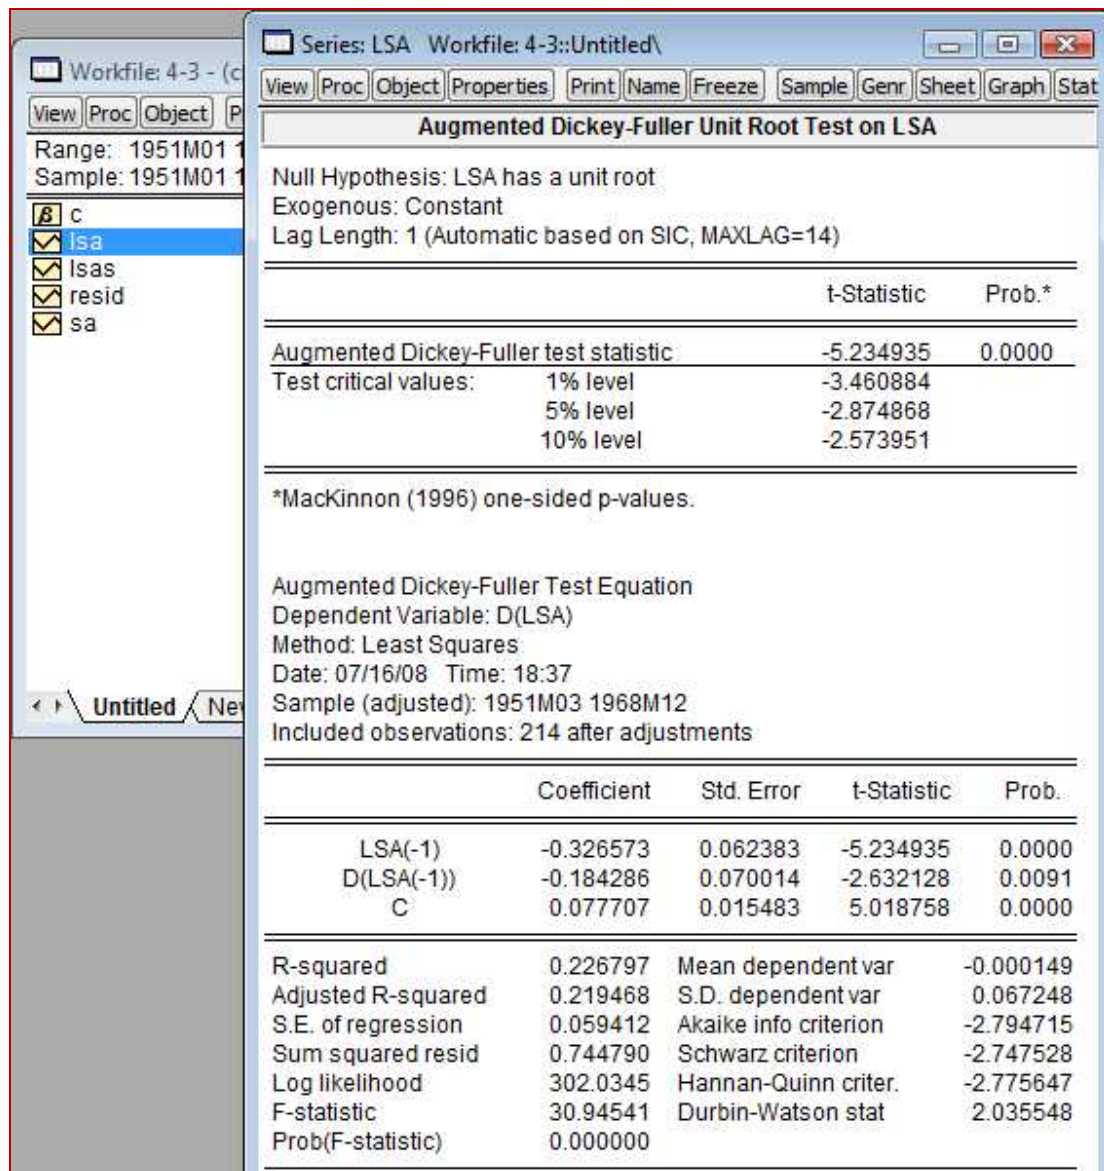 Workfile: 4-3 - (c
View Proc Object P
Range: 1951M01 1
Sample: 1951M01 1
β c
lsa
lsas
resid
sa
Untitled Nev
Series: LSA Workfile: 4-3::Untitled\
View Proc Object Properties Print Name Freeze Sample Genr Sheet Graph Stat
Augmented Dickey-Fuller Unit Root Test on LSA
Null Hypothesis: LSA has a unit root
Exogenous: Constant
Lag Length: 1 (Automatic based on SIC, MAXLAG=14)
t-Statistic Prob.*
Augmented Dickey-Fuller test statistic -5.234935 0.0000
Test critical values: 1% level -3.460884
5% level -2.874868
10% level -2.573951
*MacKinnon (1996) one-sided p-values.
Augmented Dickey-Fuller Test Equation
Dependent Variable: D(LSA)
Method: Least Squares
Date: 07/16/08 Time: 18:37
Sample (adjusted): 1951M03 1968M12
Included observations: 214 after adjustments
Coefficient Std. Error t-Statistic Prob.
LSA(-1) -0.326573 0.062383 -5.234935 0.0000
D(LSA(-1)) -0.184286 0.070014 -2.632128 0.0091
C 0.077707 0.015483 5.018758 0.0000
R-squared 0.226797 Mean dependent var -0.000149
Adjusted R-squared 0.219468 S.D. dependent var 0.067248
S.E. of regression 0.059412 Akaike info criterion -2.794715
Sum squared resid 0.744790 Schwarz criterion -2.747528
Log likelihood 302.0345 Hannan-Quinn criter. -2.775647
F-statistic 30.94541 Durbin-Watson stat 2.035548
Prob(F-statistic) 0.000000